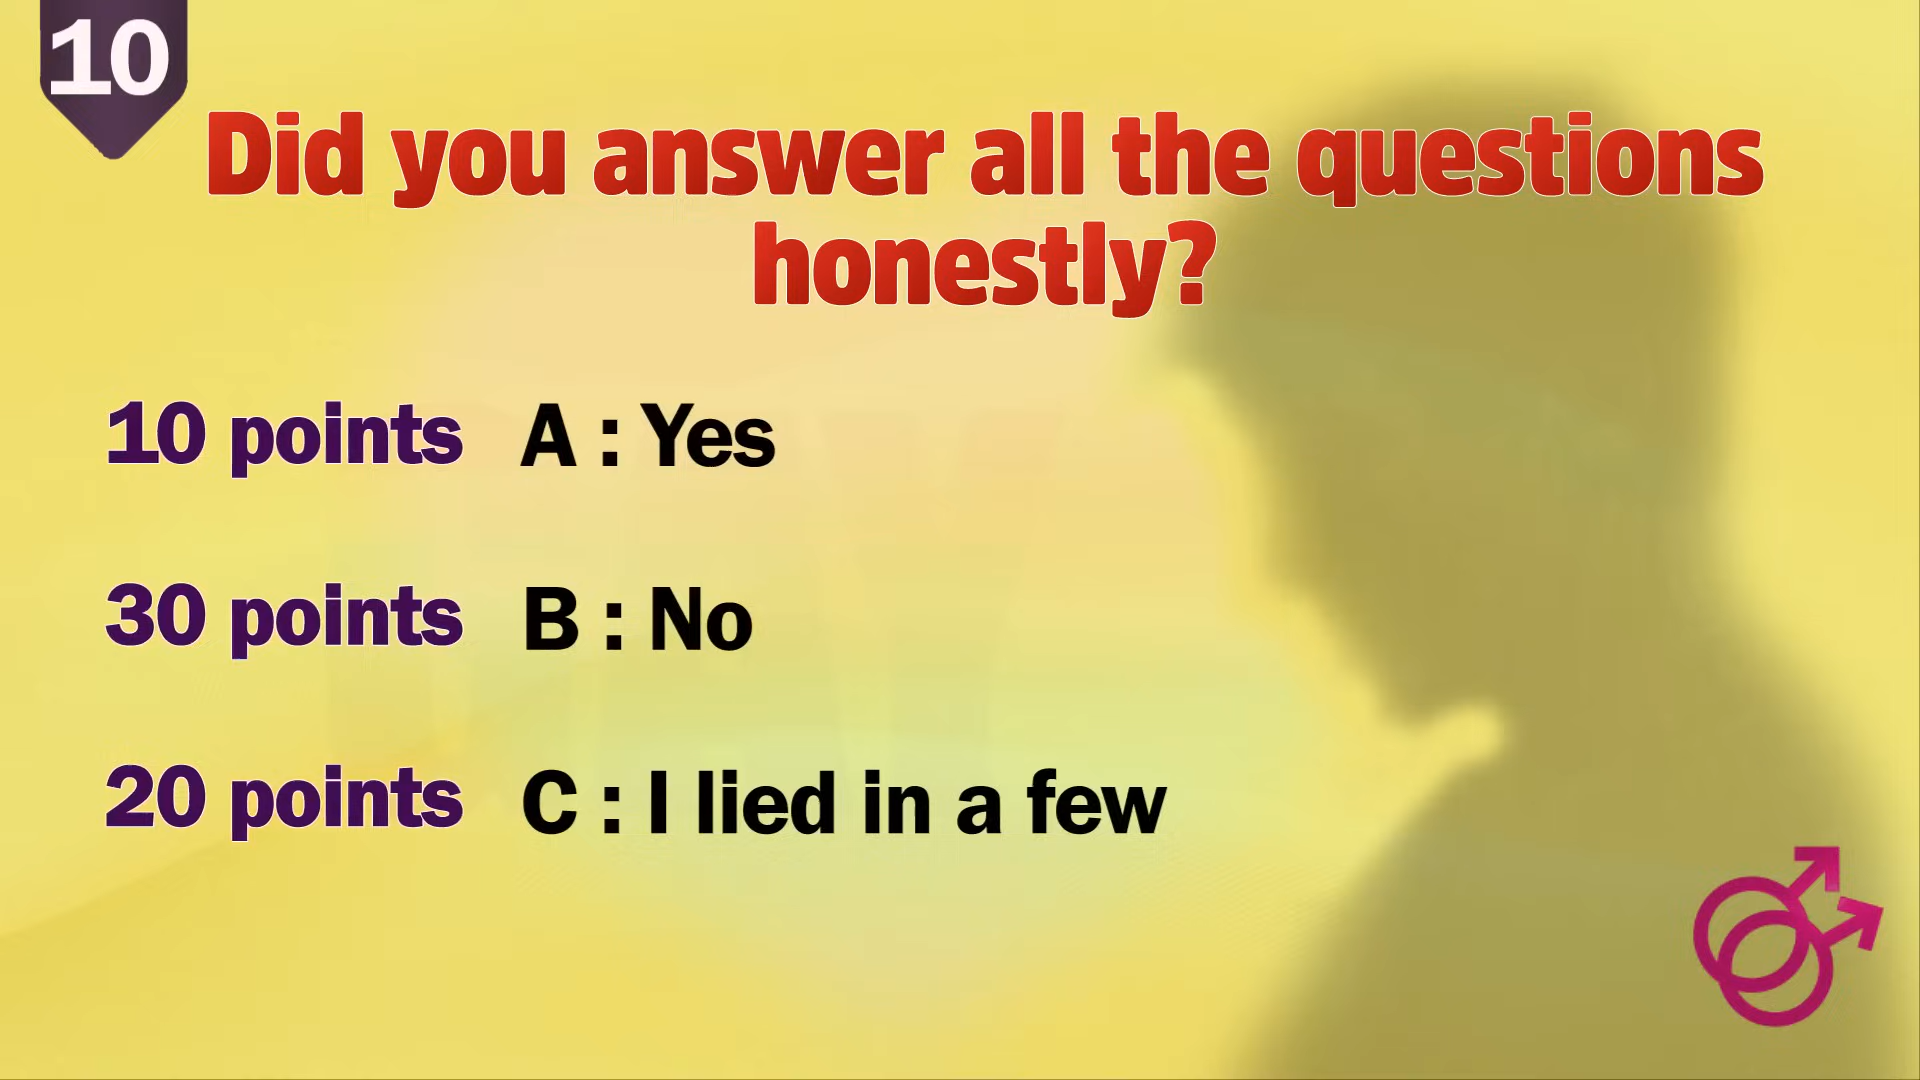 10
Did you answer all the questions
honestly?
10 points A : Yes
30 points B : No
20 points C : I lied in a few